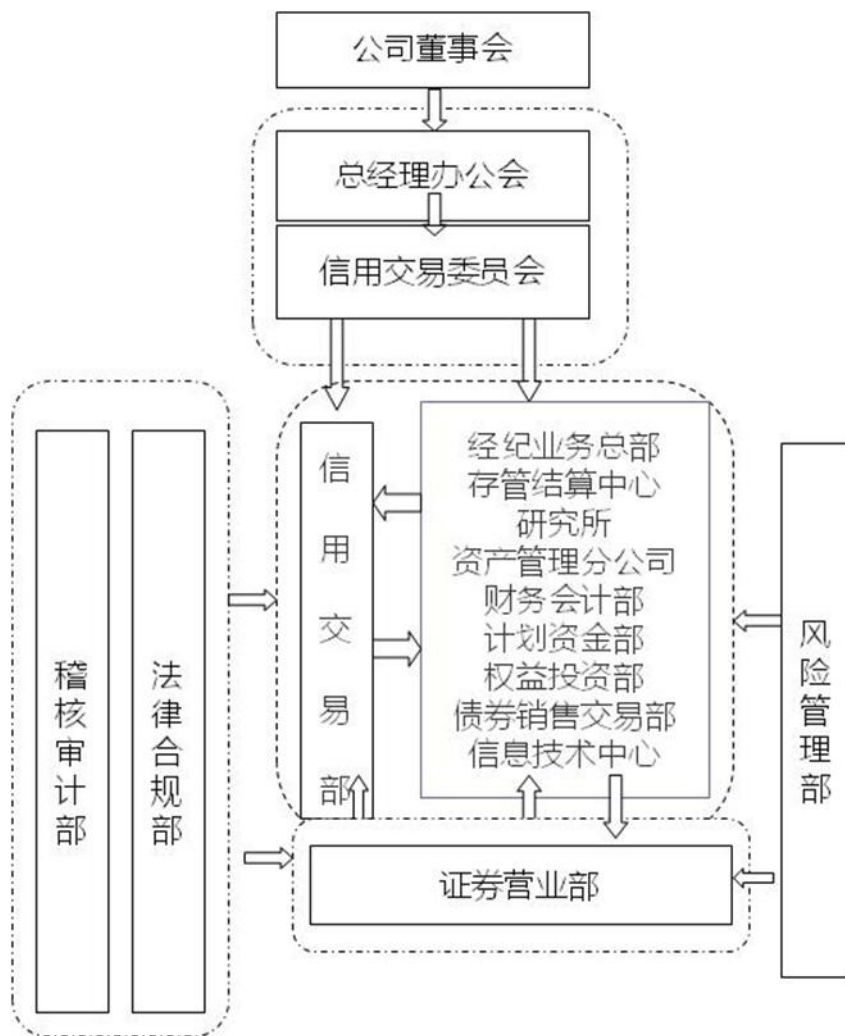 公司董事会
总经理办公会
信用交易委员会
稽核审计部
法律合规部
信用交易部
经纪业务总部
存管结算中心
研究所
资产管理分公司
财务会计部
计划资金部
权益投资部
债券销售交易部
信息技术中心
风险管理部
证券营业部